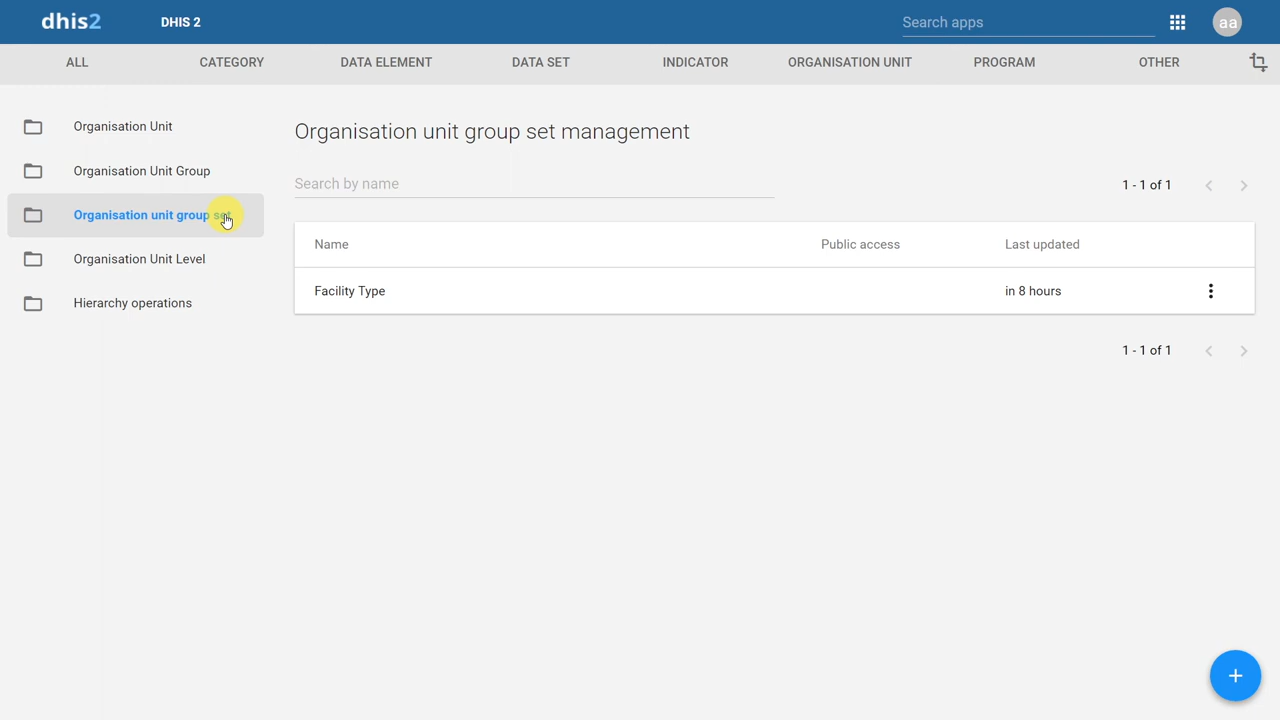 dhis2
DHIS 2
Search apps
aa
ALL
CATEGORY
DATA ELEMENT
DATA SET
INDICATOR
ORGANISATION UNIT
PROGRAM
OTHER
Organisation Unit
Organisation Unit Group
Organisation unit group set
Organisation Unit Level
Hierarchy operations
Organisation unit group set management
Search by name
1 - 1 of 1
Name Public access Last updated
Facility Type in 8 hours
1 - 1 of 1